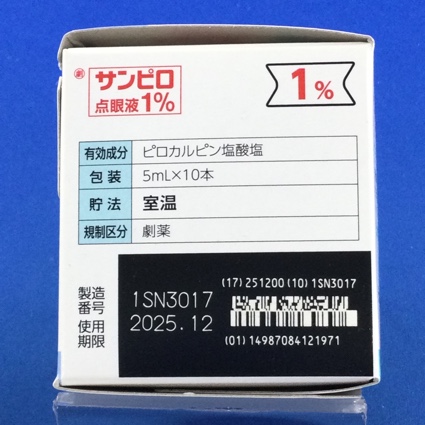 劇 サンピロ
点眼液1%
1%
有効成分 ピロカルピン塩酸塩
包装 5mL×10本
貯法 室温
規制区分 劇薬
(17) 251200 (10) 1SN3017
製造番号 1SN3017
使用期限 2025.12
(01) 14987084121971